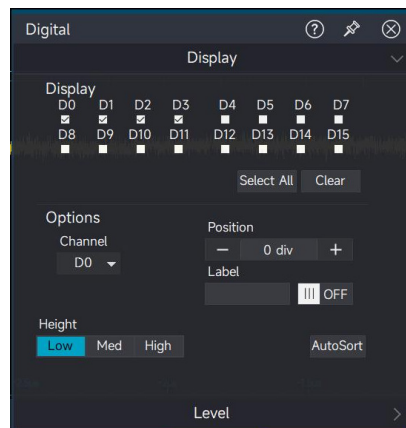 Digital
Display
Display
D0 D1 D2 D3 D4 D5 D6 D7
D8 D9 D10 D11 D12 D13 D14 D15
Select All Clear
Options
Channel
D0
Position
− 0 div +
Label
OFF
Height
Low Med High
AutoSort
Level